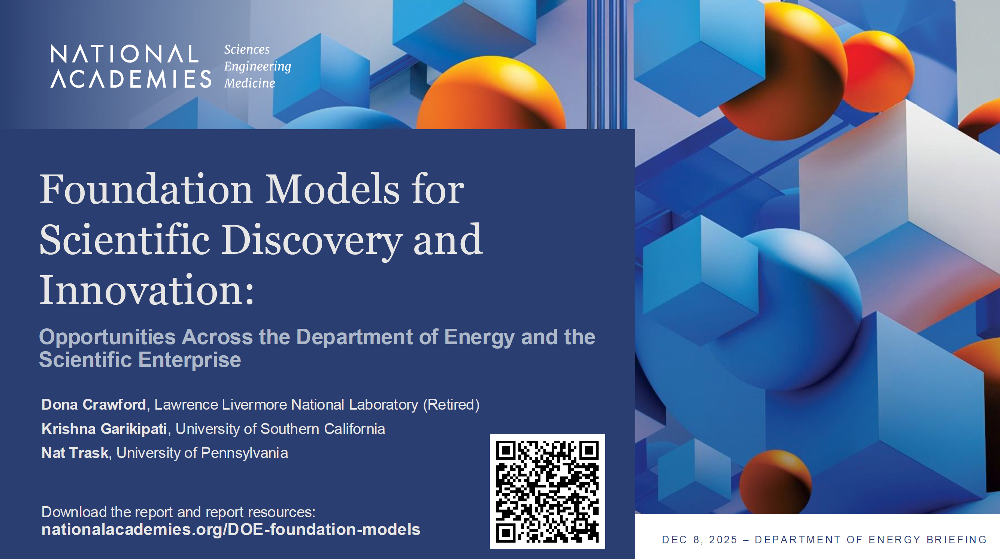 NATIONAL
ACADEMIES
Sciences
Engineering
Medicine
Foundation Models for
Scientific Discovery and
Innovation:
Opportunities Across the Department of Energy and the
Scientific Enterprise
Dona Crawford, Lawrence Livermore National Laboratory (Retired)
Krishna Garikipati, University of Southern California
Nat Trask, University of Pennsylvania
Download the report and report resources:
nationalacademies.org/DOE-foundation-models
DEC 8, 2025 – DEPARTMENT OF ENERGY BRIEFING